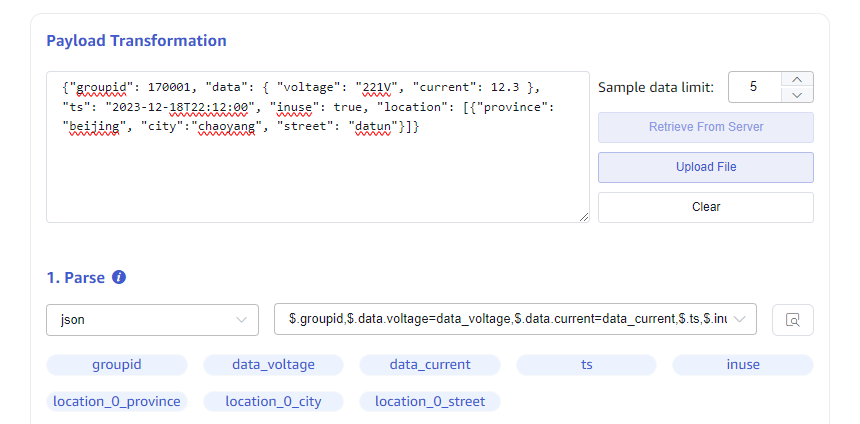 Payload Transformation
{"groupid": 170001, "data": { "voltage": "221V", "current": 12.3 },
"ts": "2023-12-18T22:12:00", "inuse": true, "location": [{"province":
"beijing", "city":"chaoyang", "street": "datun"}]}
Sample data limit: 5
Retrieve From Server
Upload File
Clear
1. Parse
json
$.groupid,$.data.voltage=data_voltage,$.data.current=data_current,$.ts,$.inu
groupid data_voltage data_current ts inuse
location_0_province location_0_city location_0_street